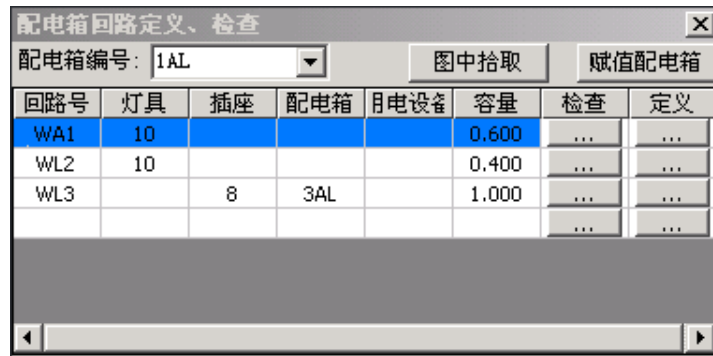 配电箱回路定义、检查
配电箱编号: 1AL 图中拾取 赋值配电箱
回路号 灯具 插座 配电箱 用电设备 容量 检查 定义
WA1 10 0.600 ... ...
WL2 10 0.400 ... ...
WL3 8 3AL 1.000 ... ...
... ...